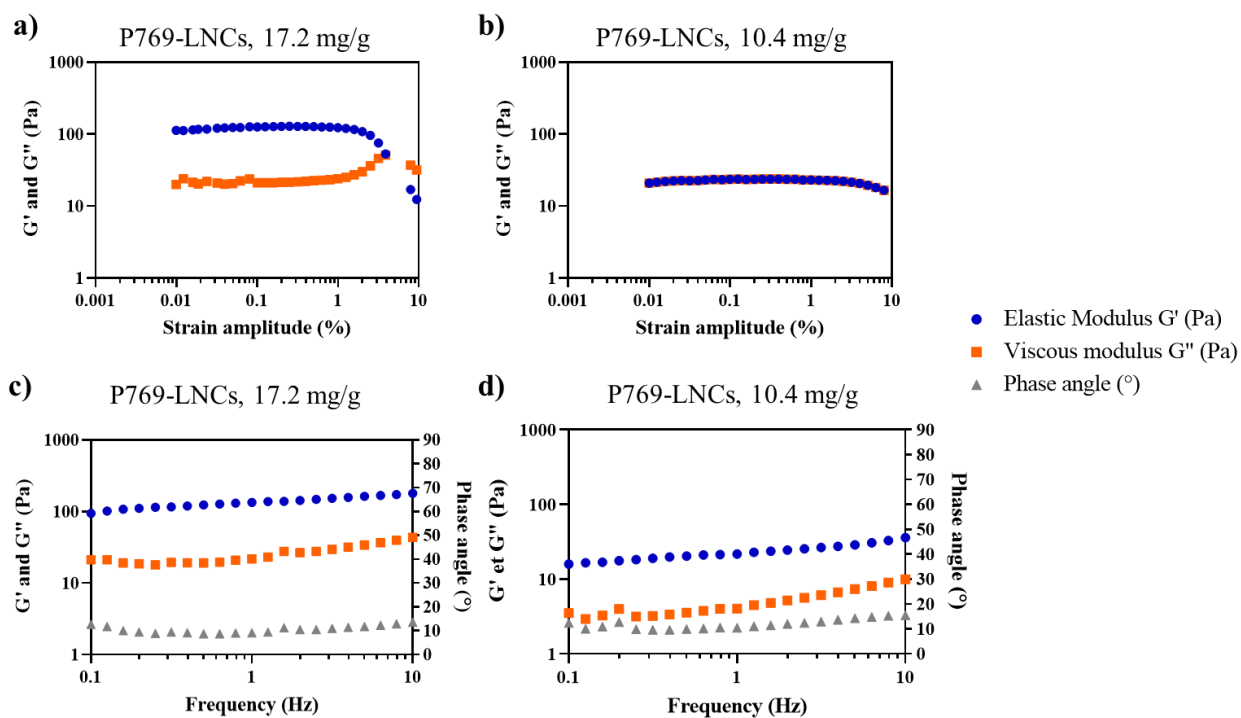 a)
P769-LNCs, 17.2 mg/g
1000
100
10
1
G' and G" (Pa)
0.001 0.01 0.1 1 10
Strain amplitude (%)
b)
P769-LNCs, 10.4 mg/g
1000
100
10
1
G' and G" (Pa)
0.001 0.01 0.1 1 10
Strain amplitude (%)
Elastic Modulus G' (Pa)
Viscous modulus G" (Pa)
Phase angle (°)
c)
P769-LNCs, 17.2 mg/g
1000
100
10
1
G' and G" (Pa)
90
80
70
60
50
40
30
20
10
0
Phase angle (°)
0.1 1 10
Frequency (Hz)
d)
P769-LNCs, 10.4 mg/g
1000
100
10
1
G' et G" (Pa)
90
80
70
60
50
40
30
20
10
0
Phase angle (°)
0.1 1 10
Frequency (Hz)